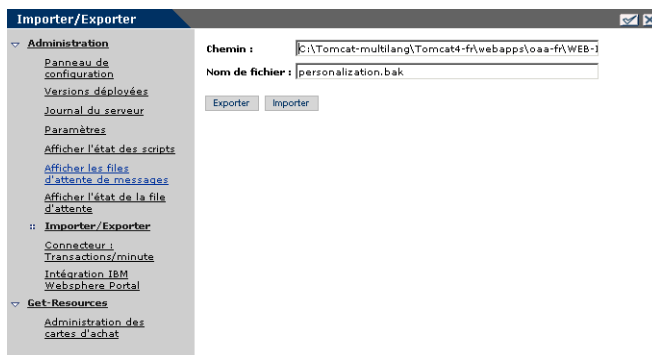 Importer/Exporter
Administration
Panneau de
configuration
Versions déployées
Journal du serveur
Paramètres
Afficher l'état des scripts
Afficher les files
d'attente de messages
Afficher l'état de la file
d'attente
Importer/Exporter
Connecteur :
Transactions/minute
Intégration IBM
Websphere Portal
Get-Resources
Administration des
cartes d'achat
Chemin : C:\Tomcat-multilang\Tomcat4-fr\webapps\oaa-fr\WEB-I
Nom de fichier : personalization.bak
Exporter Importer